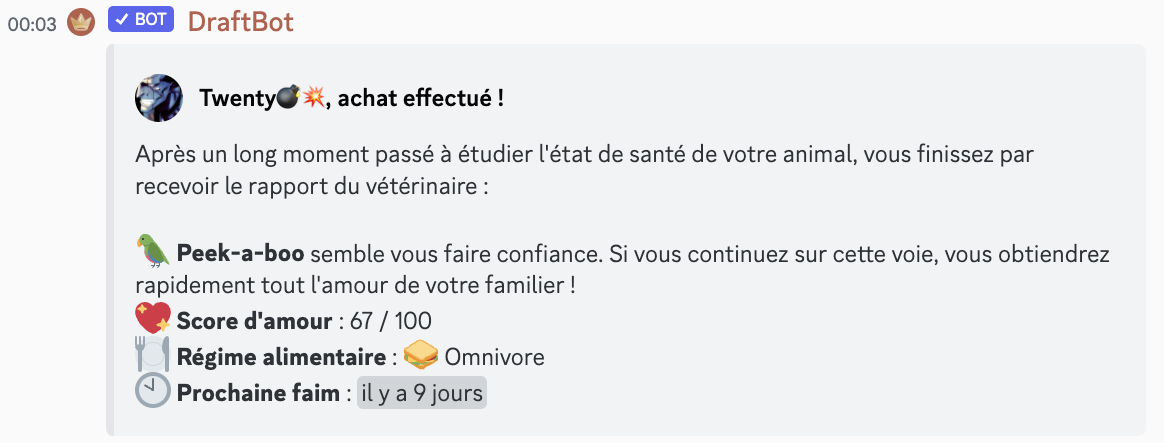 00:03 ✓ BOT DraftBot
Twenty💣💥, achat effectué !
Après un long moment passé à étudier l'état de santé de votre animal, vous finissez par
recevoir le rapport du vétérinaire :
🦜 Peek-a-boo semble vous faire confiance. Si vous continuez sur cette voie, vous obtiendrez
rapidement tout l'amour de votre familier !
💖 Score d'amour : 67 / 100
🍽️ Régime alimentaire : 🥪 Omnivore
🕙 Prochaine faim : il y a 9 jours